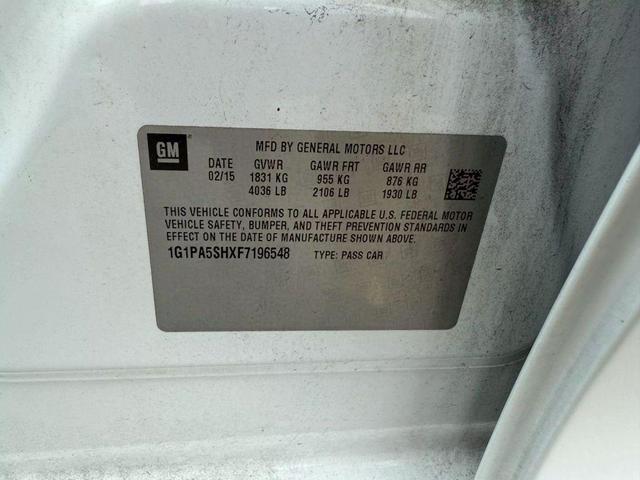 GM
MFD BY GENERAL MOTORS LLC
DATE GVWR GAWR FRT GAWR RR
02/15 1831 KG 955 KG 876 KG
4036 LB 2106 LB 1930 LB
THIS VEHICLE CONFORMS TO ALL APPLICABLE U.S. FEDERAL MOTOR
VEHICLE SAFETY, BUMPER, AND THEFT PREVENTION STANDARDS
IN EFFECT ON THE DATE OF MANUFACTURE SHOWN ABOVE.
1G1PA5SHXF7196548 TYPE: PASS CAR